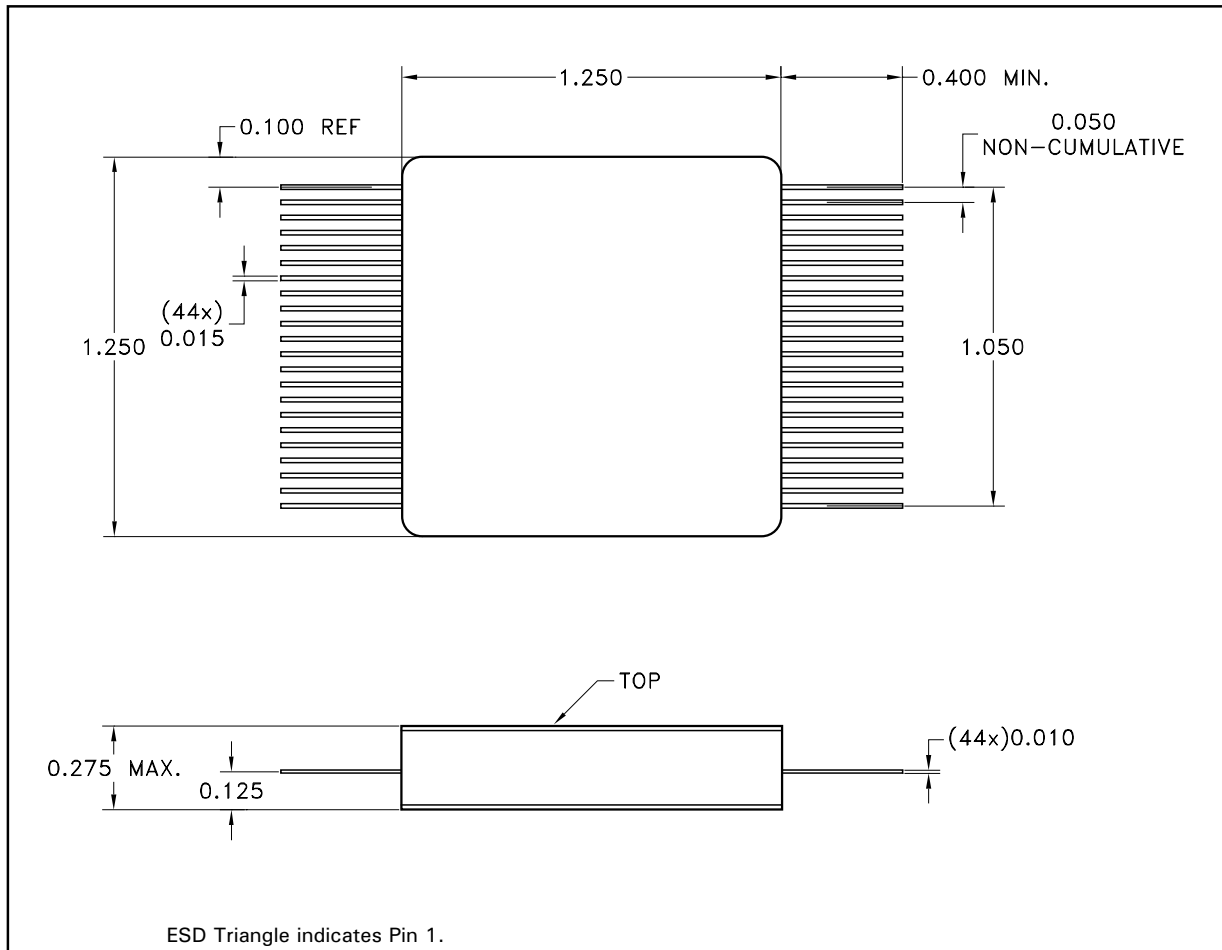 1.250
0.400 MIN.
0.100 REF
0.050
NON-CUMULATIVE
(44x)
0.015
1.250
1.050
TOP
(44x)0.010
0.275 MAX.
0.125
ESD Triangle indicates Pin 1.